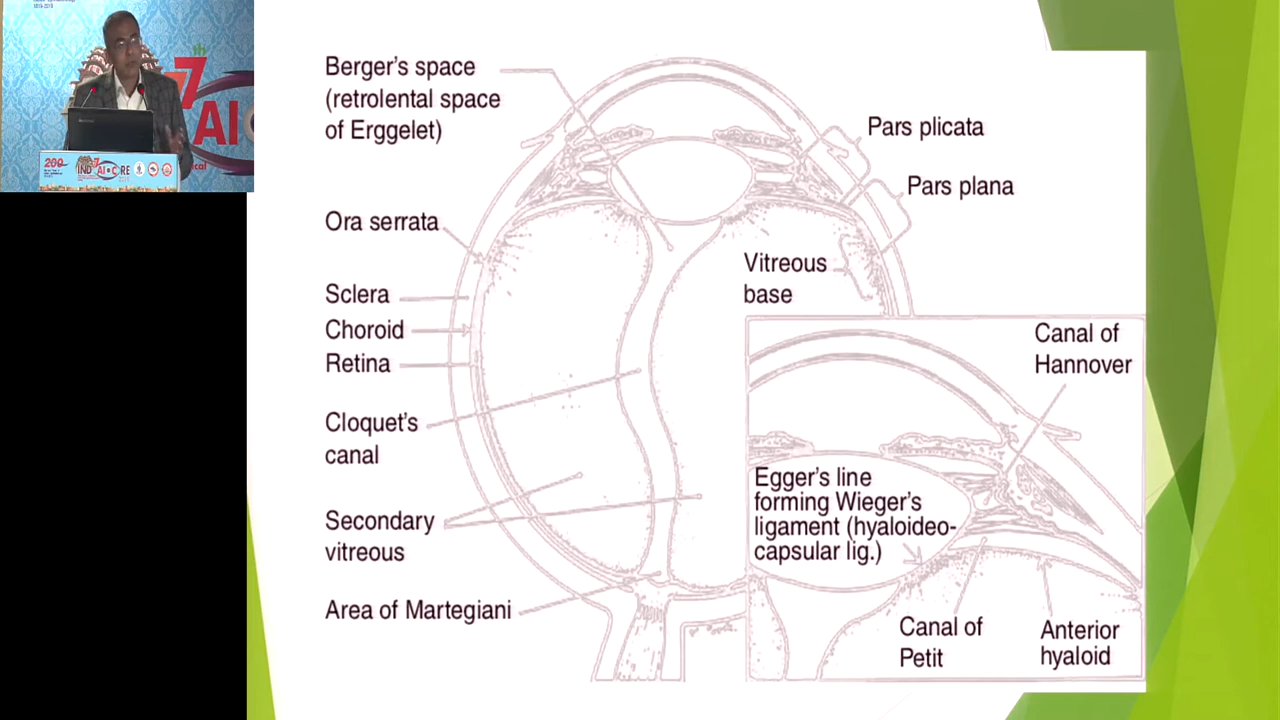 Berger’s space
(retrolental space
of Erggelet)
Ora serrata
Sclera
Choroid
Retina
Cloquet’s
canal
Secondary
vitreous
Area of Martegiani
Pars plicata
Pars plana
Vitreous
base
Canal of
Hannover
Egger’s line
forming Wieger’s
ligament (hyaloideo-
capsular lig.)
Canal of
Petit
Anterior
hyaloid
7th
AI